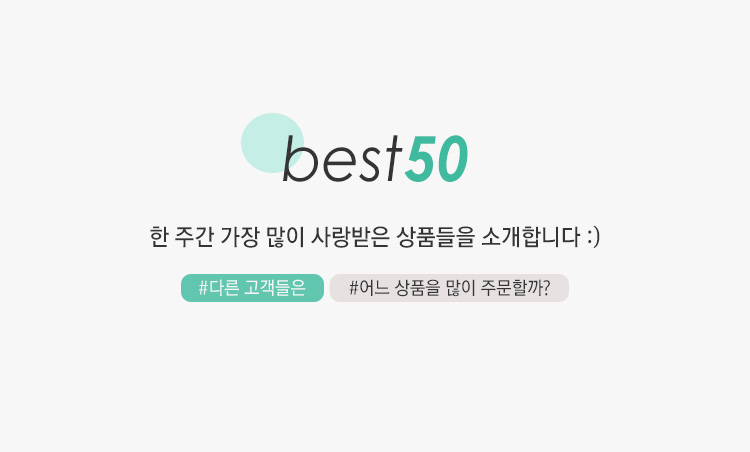 best50
한 주간 가장 많이 사랑받은 상품들을 소개합니다 :)
#다른 고객들은 #어느 상품을 많이 주문할까?